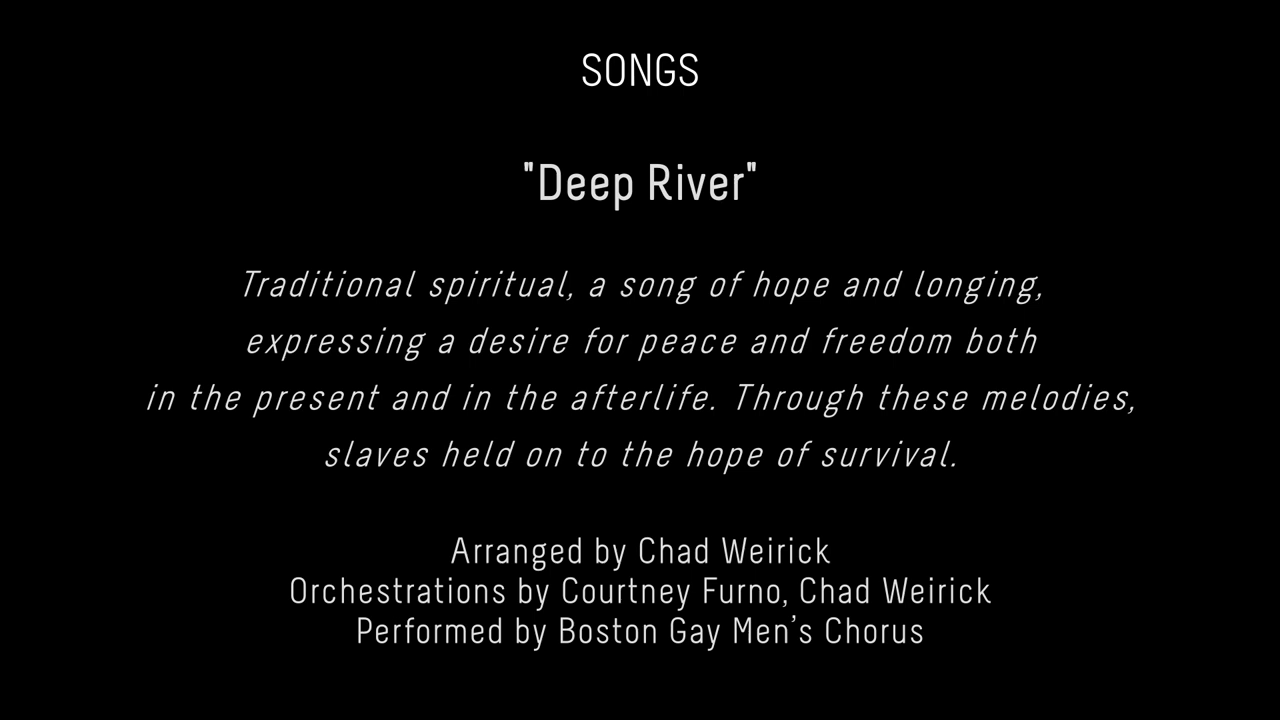 SONGS
"Deep River"
Traditional spiritual, a song of hope and longing,
expressing a desire for peace and freedom both
in the present and in the afterlife. Through these melodies,
slaves held on to the hope of survival.
Arranged by Chad Weirick
Orchestrations by Courtney Furno, Chad Weirick
Performed by Boston Gay Men’s Chorus